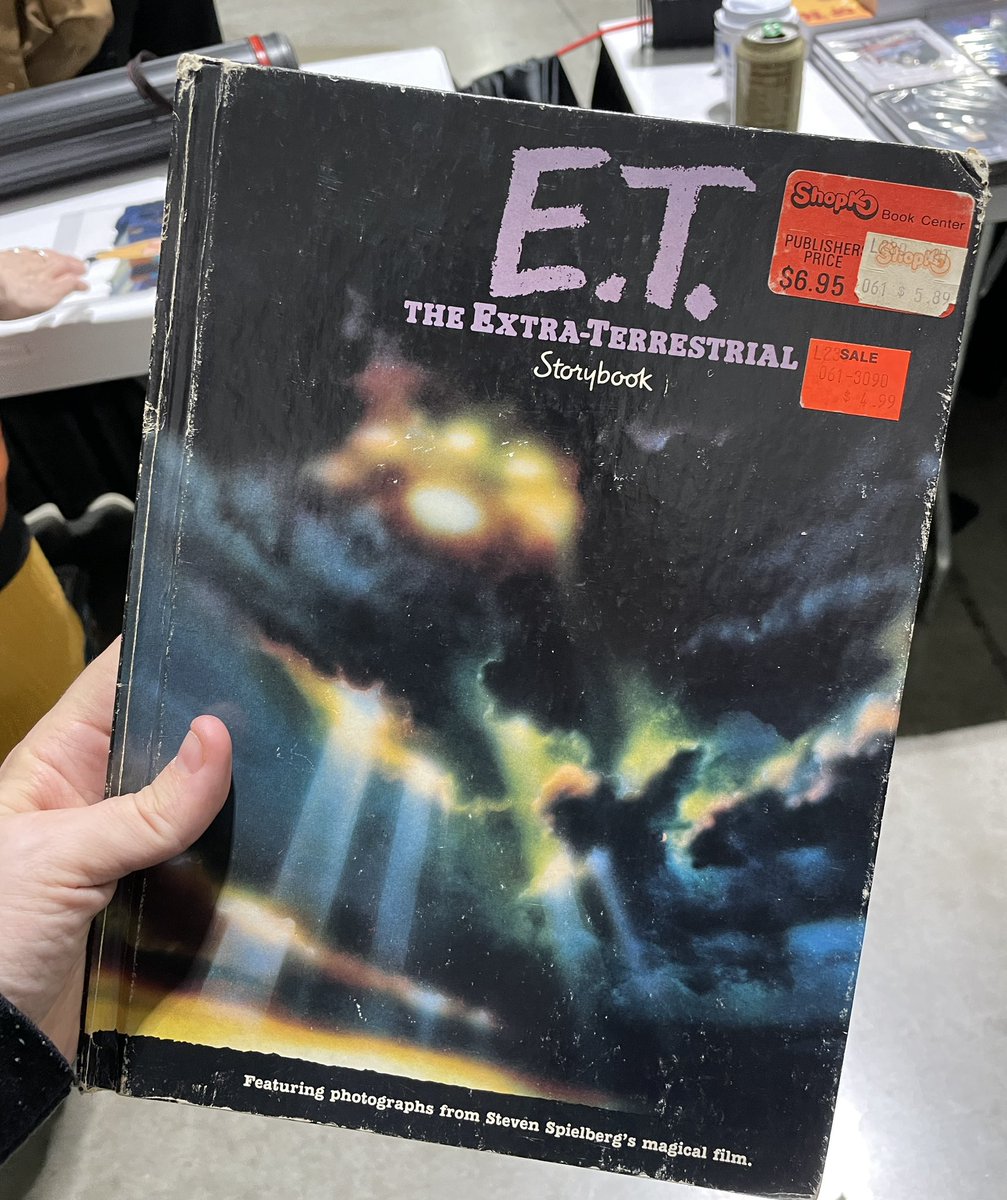 E.T.
THE EXTRA-TERRESTRIAL
Storybook
ShopKO
Book Center
PUBLISHER
PRICE
$6.95
ShopKO
061 $ 5.89
SALE
061-3090
$ 4.99
Featuring photographs from Steven Spielberg's magical film.